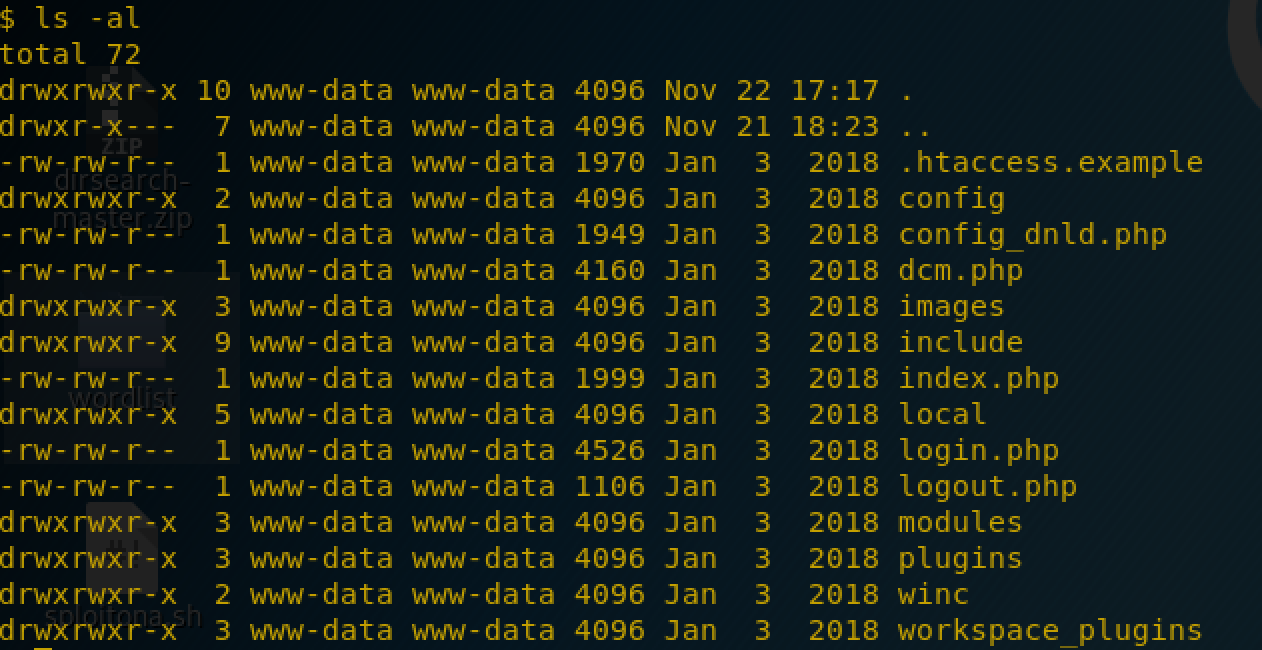 $ ls -al
total 72
drwxrwxr-x 10 www-data www-data 4096 Nov 22 17:17 .
drwxr-x---  7 www-data www-data 4096 Nov 21 18:23 ..
-rw-rw-r--  1 www-data www-data 1970 Jan  3  2018 .htaccess.example
drwxrwxr-x  2 www-data www-data 4096 Jan  3  2018 config
-rw-rw-r--  1 www-data www-data 1949 Jan  3  2018 config_dnld.php
-rw-rw-r--  1 www-data www-data 4160 Jan  3  2018 dcm.php
drwxrwxr-x  3 www-data www-data 4096 Jan  3  2018 images
drwxrwxr-x  9 www-data www-data 4096 Jan  3  2018 include
-rw-rw-r--  1 www-data www-data 1999 Jan  3  2018 index.php
drwxrwxr-x  5 www-data www-data 4096 Jan  3  2018 local
-rw-rw-r--  1 www-data www-data 4526 Jan  3  2018 login.php
-rw-rw-r--  1 www-data www-data 1106 Jan  3  2018 logout.php
drwxrwxr-x  3 www-data www-data 4096 Jan  3  2018 modules
drwxrwxr-x  3 www-data www-data 4096 Jan  3  2018 plugins
drwxrwxr-x  2 www-data www-data 4096 Jan  3  2018 winc
drwxrwxr-x  3 www-data www-data 4096 Jan  3  2018 workspace_plugins
ZIP
dirsearch-
master.zip
wordlist
sploitona.sh